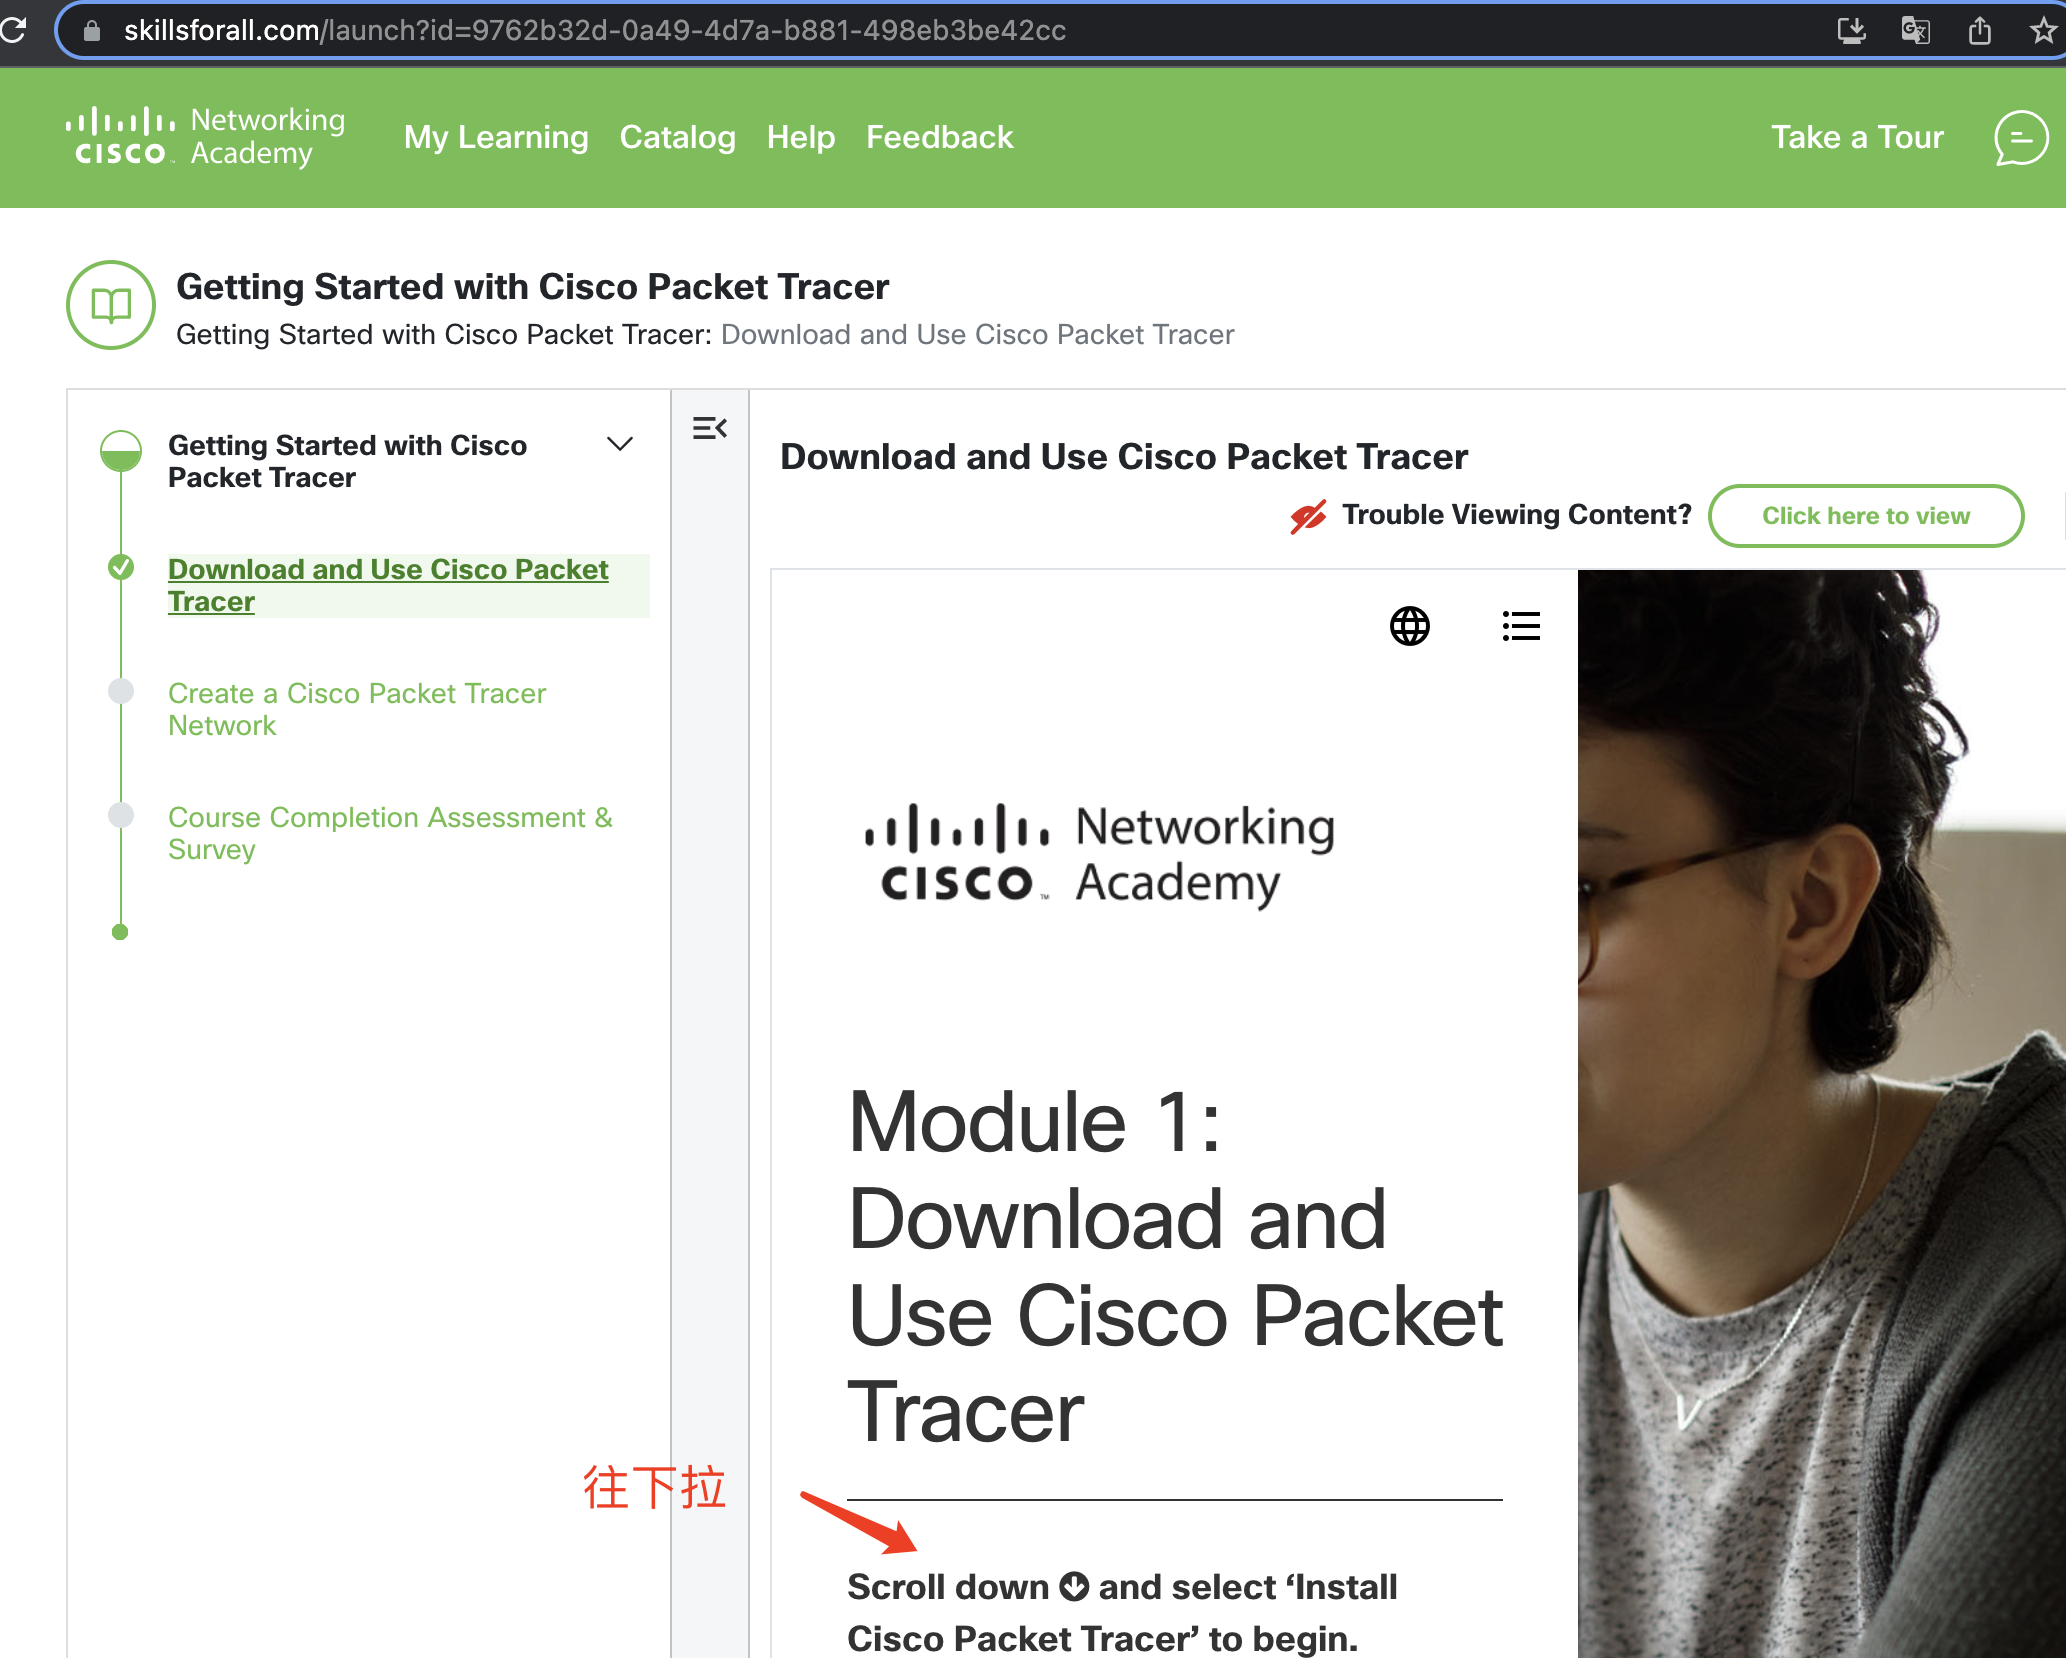 skillsforall.com/launch?id=9762b32d-0a49-4d7a-b881-498eb3be42cc
CISCO Networking Academy
My Learning Catalog Help Feedback Take a Tour
Getting Started with Cisco Packet Tracer
Getting Started with Cisco Packet Tracer: Download and Use Cisco Packet Tracer
Getting Started with Cisco
Packet Tracer
Download and Use Cisco Packet
Tracer
Create a Cisco Packet Tracer
Network
Course Completion Assessment &
Survey
Download and Use Cisco Packet Tracer
Trouble Viewing Content? Click here to view
Networking
CISCO™ Academy
Module 1:
Download and
Use Cisco Packet
Tracer
往下拉
Scroll down and select ‘Install
Cisco Packet Tracer’ to begin.